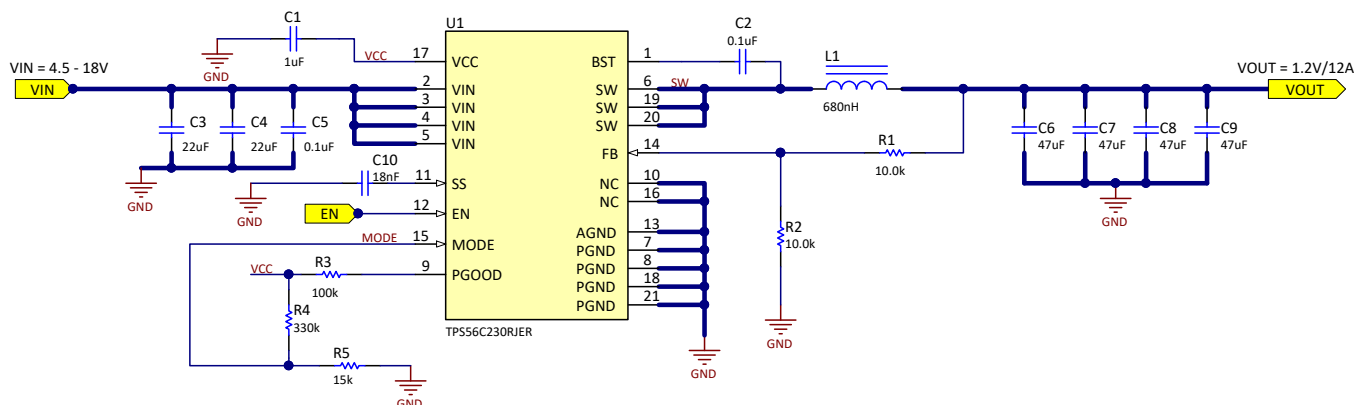 U1
C1
1uF
GND
VCC
17
VCC
BST
1
C2
0.1uF
VIN = 4.5 - 18V
VIN
2
VIN
3
VIN
4
VIN
5
VIN
SW
6
SW
SW
19
SW
20
L1
680nH
VOUT = 1.2V/12A
VOUT
C3
22uF
C4
22uF
C5
0.1uF
GND
C6
47uF
C7
47uF
C8
47uF
C9
47uF
GND
FB
14
R1
10.0k
R2
10.0k
GND
C10
18nF
GND
11
SS
EN
12
EN
MODE
15
MODE
9
PGOOD
NC
10
NC
16
AGND
13
PGND
7
PGND
8
PGND
18
PGND
21
GND
VCC
R3
100k
R4
330k
R5
15k
GND
TPS56C230RJER